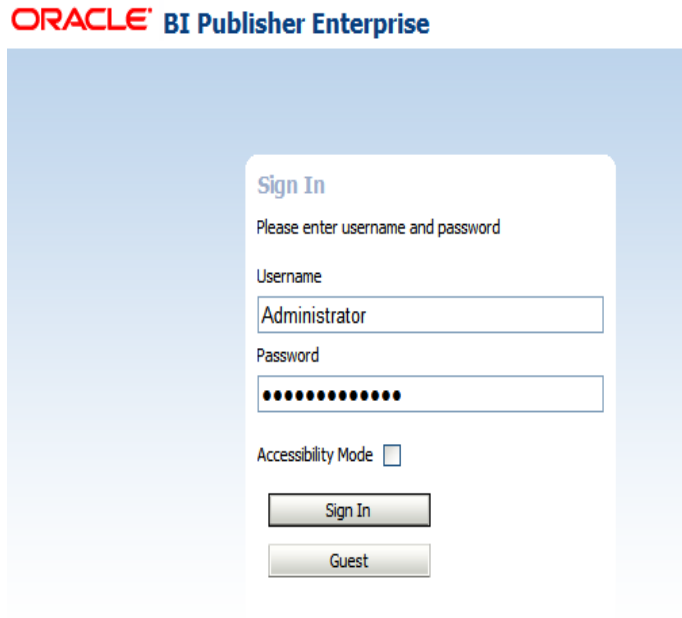 ORACLE BI Publisher Enterprise
Sign In
Please enter username and password
Username
Administrator
Password
•••••••••••••
Accessibility Mode
Sign In
Guest